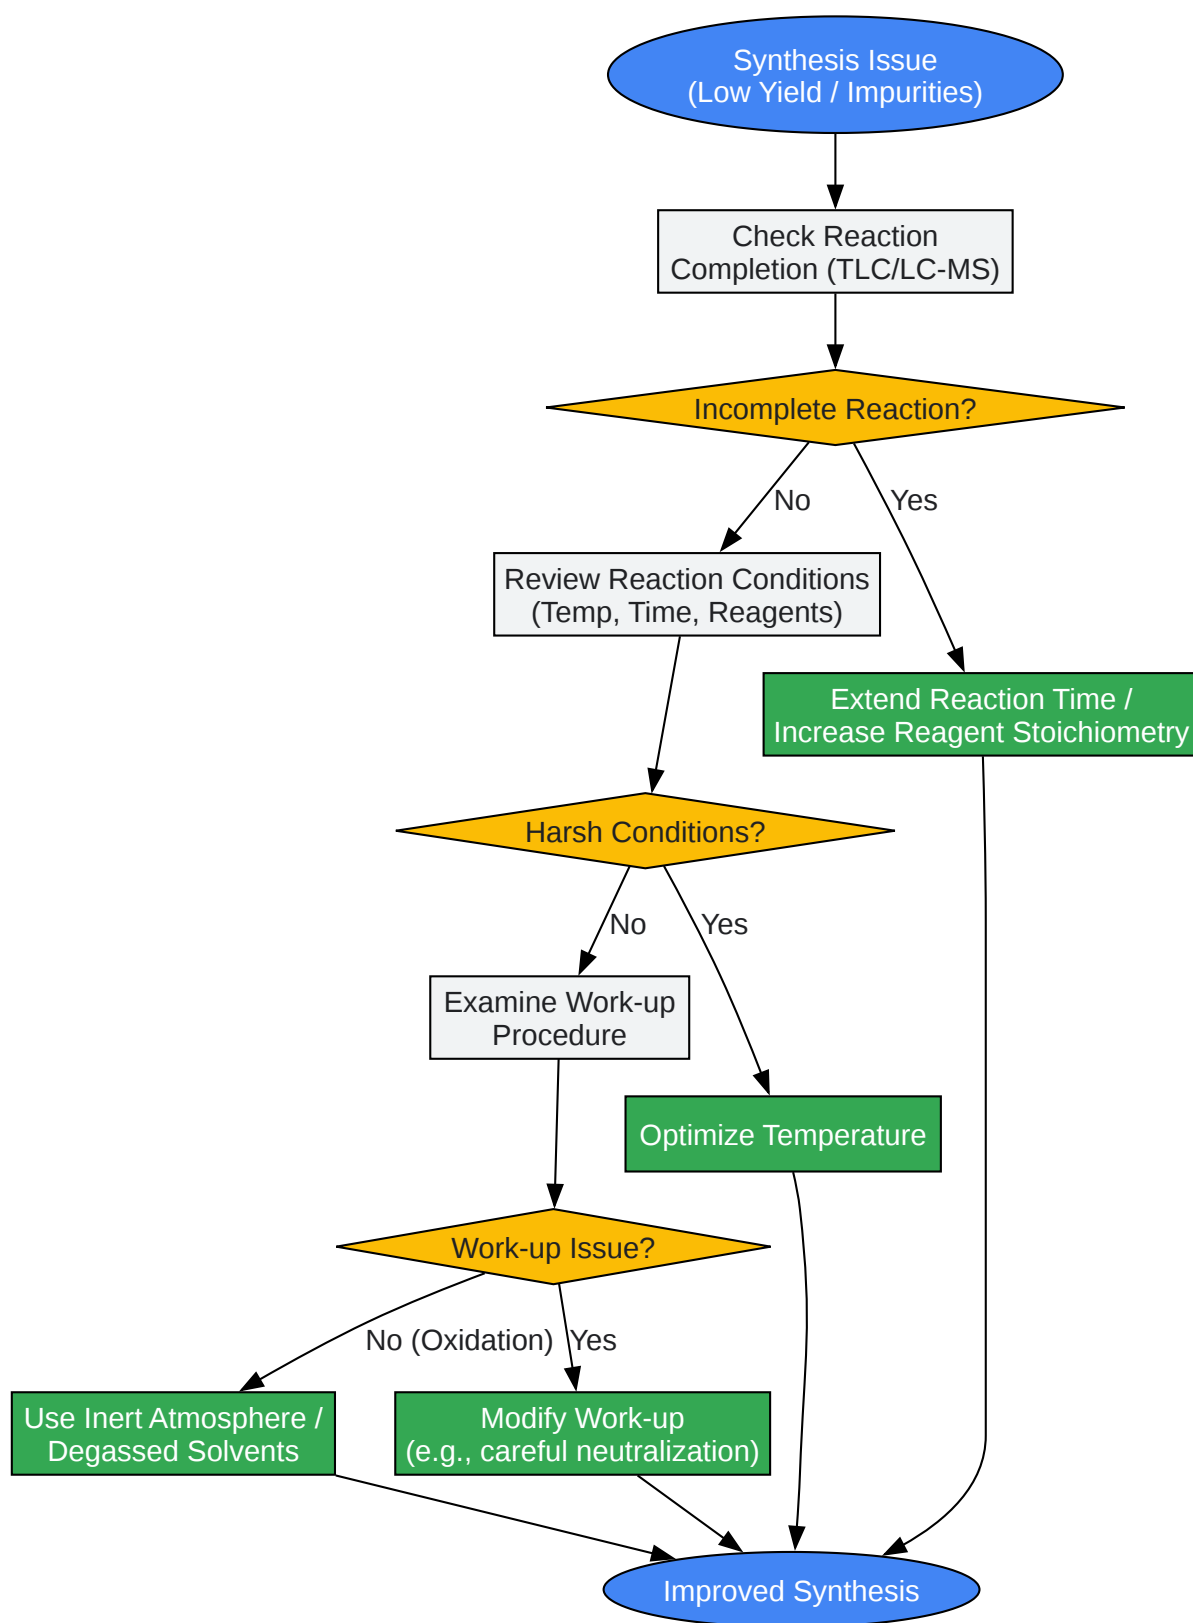 Synthesis Issue
(Low Yield / Impurities)
Check Reaction
Completion (TLC/LC-MS)
Incomplete Reaction?
No
Yes
Review Reaction Conditions
(Temp, Time, Reagents)
Extend Reaction Time /
Increase Reagent Stoichiometry
Harsh Conditions?
No
Yes
Examine Work-up
Procedure
Optimize Temperature
Work-up Issue?
No (Oxidation)
Yes
Use Inert Atmosphere /
Degassed Solvents
Modify Work-up
(e.g., careful neutralization)
Improved Synthesis